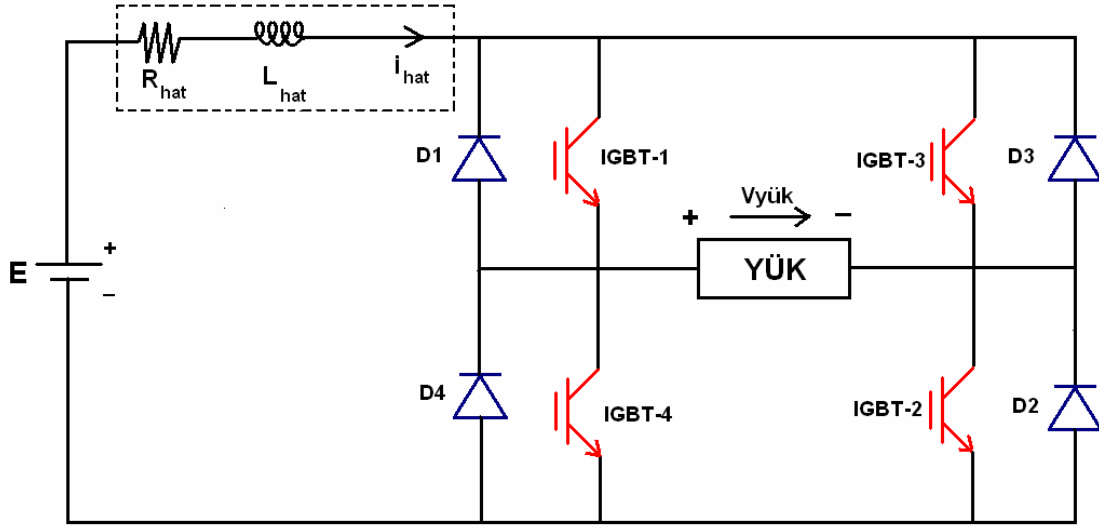 R hat
L hat
i hat
D1
IGBT-1
IGBT-3
D3
+ Vyük −
YÜK
E
+
−
D4
IGBT-4
IGBT-2
D2